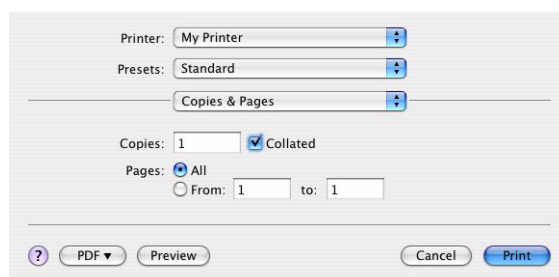 Printer: My Printer
Presets: Standard
Copies & Pages
Copies: 1 Collated
Pages: All
From: 1 to: 1
? PDF ▼ Preview Cancel Print